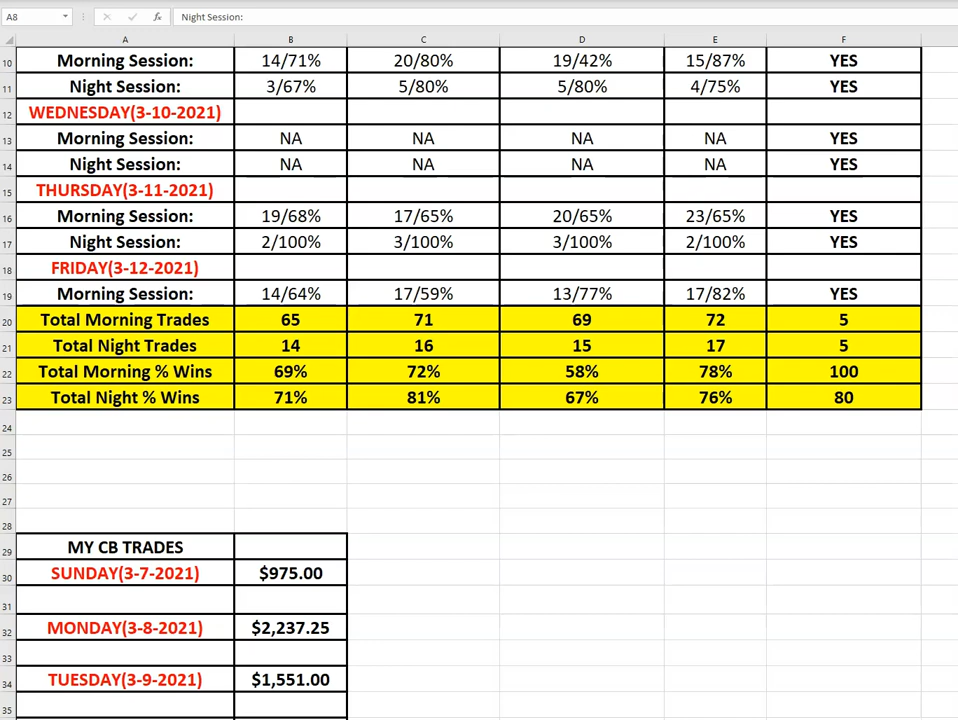 A8 fx Night Session:
A B C D E F
10 Morning Session: 14/71% 20/80% 19/42% 15/87% YES
11 Night Session: 3/67% 5/80% 5/80% 4/75% YES
12 WEDNESDAY(3-10-2021)
13 Morning Session: NA NA NA NA YES
14 Night Session: NA NA NA NA YES
15 THURSDAY(3-11-2021)
16 Morning Session: 19/68% 17/65% 20/65% 23/65% YES
17 Night Session: 2/100% 3/100% 3/100% 2/100% YES
18 FRIDAY(3-12-2021)
19 Morning Session: 14/64% 17/59% 13/77% 17/82% YES
20 Total Morning Trades 65 71 69 72 5
21 Total Night Trades 14 16 15 17 5
22 Total Morning % Wins 69% 72% 58% 78% 100
23 Total Night % Wins 71% 81% 67% 76% 80
24
25
26
27
28
29 MY CB TRADES
30 SUNDAY(3-7-2021) $975.00
31
32 MONDAY(3-8-2021) $2,237.25
33
34 TUESDAY(3-9-2021) $1,551.00
35